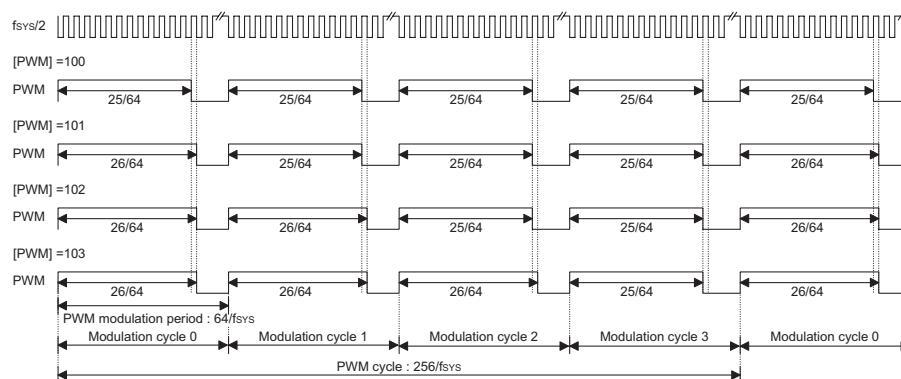 fSYS/2
[PWM] =100
PWM
25/64 25/64 25/64 25/64 25/64
[PWM] =101
PWM
26/64 25/64 25/64 25/64 26/64
[PWM] =102
PWM
26/64 26/64 25/64 25/64 26/64
[PWM] =103
PWM
26/64 26/64 26/64 25/64 26/64
PWM modulation period : 64/fSYS
Modulation cycle 0 Modulation cycle 1 Modulation cycle 2 Modulation cycle 3 Modulation cycle 0
PWM cycle : 256/fSYS